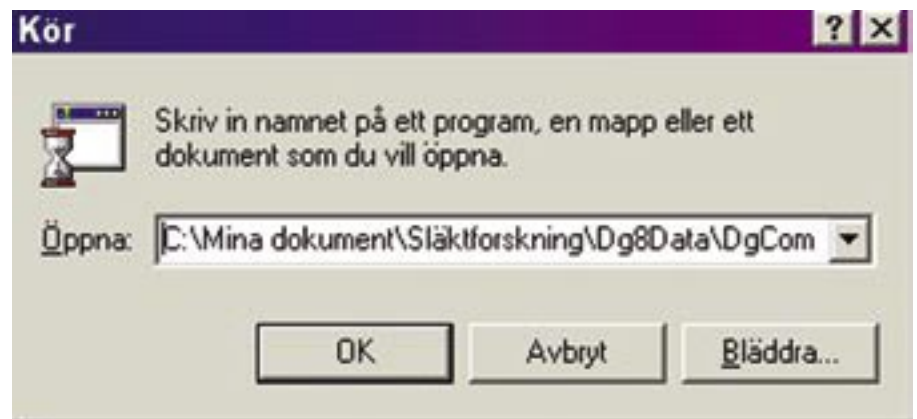 Kör
Skriv in namnet på ett program, en mapp eller ett
dokument som du vill öppna.
Öppna: C:\Mina dokument\Släktforskning\Dg8Data\DgCom
OK Avbryt Bläddra...